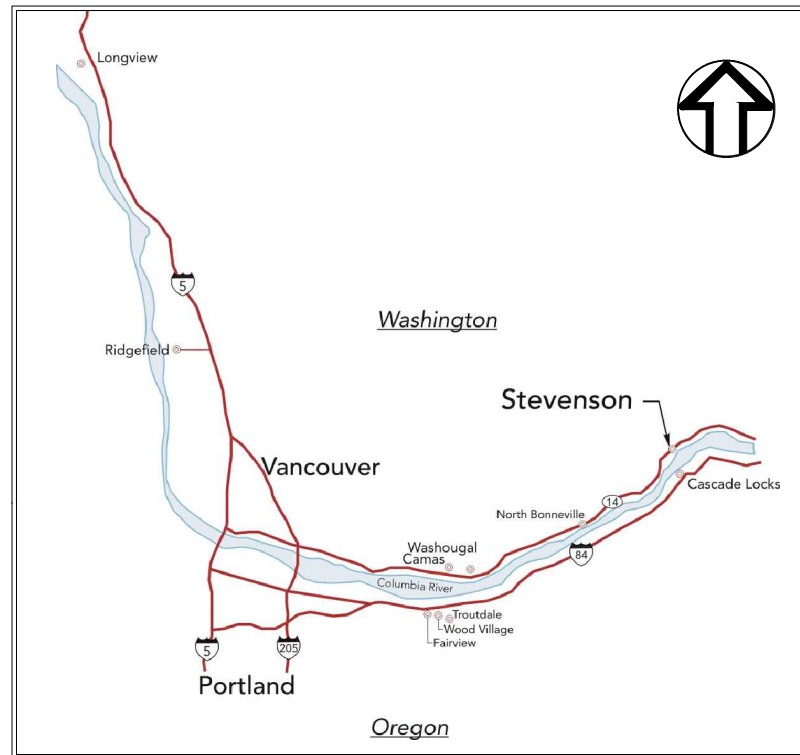 Longview
5
Washington
Ridgefield
Stevenson
Vancouver
Cascade Locks
14
North Bonneville
Washougal
Camas
84
Columbia River
Troutdale
Wood Village
Fairview
5
205
Portland
Oregon